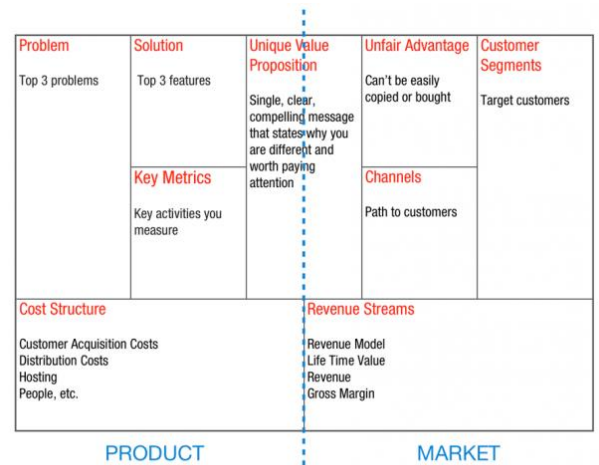 Problem
Top 3 problems
Solution
Top 3 features
Key Metrics
Key activities you
measure
Unique Value
Proposition
Single, clear,
compelling message
that states why you
are different and
worth paying
attention
Unfair Advantage
Can't be easily
copied or bought
Channels
Path to customers
Customer
Segments
Target customers
Cost Structure
Customer Acquisition Costs
Distribution Costs
Hosting
People, etc.
Revenue Streams
Revenue Model
Life Time Value
Revenue
Gross Margin
PRODUCT
MARKET